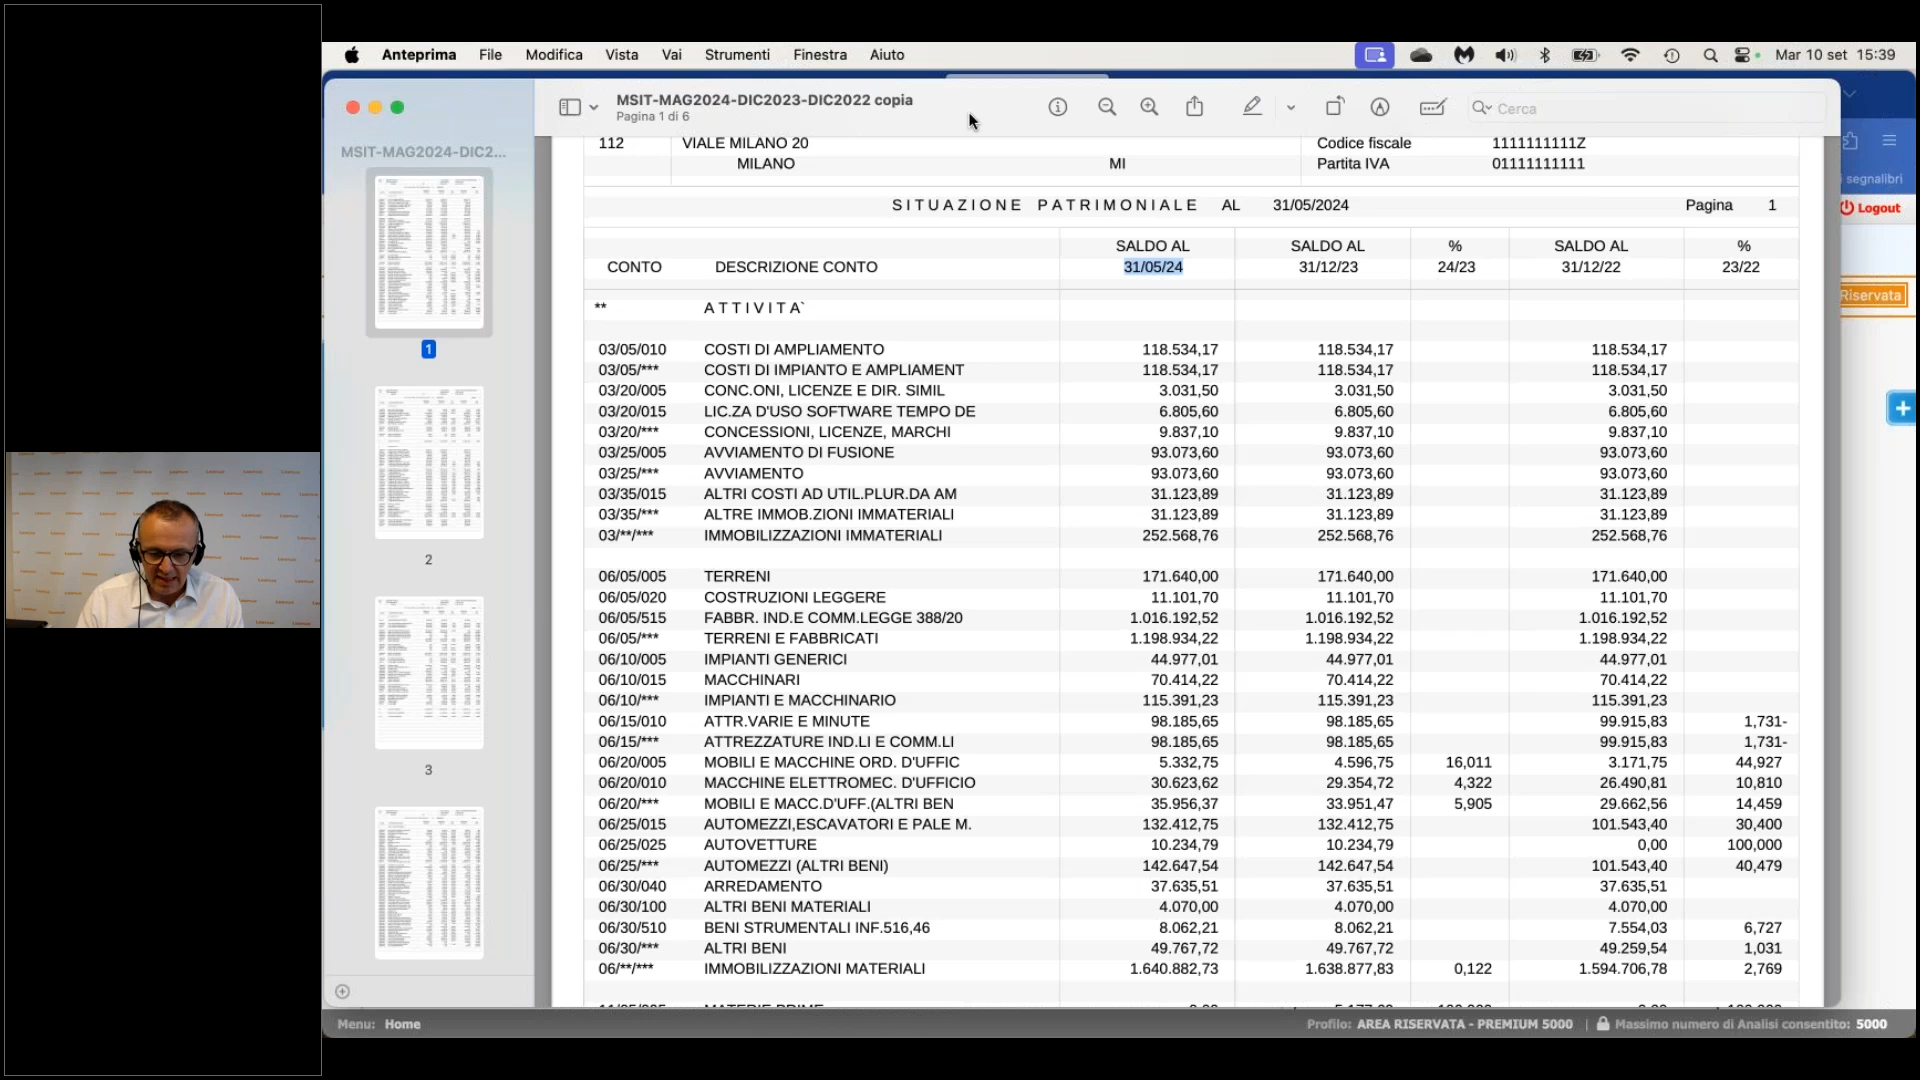 Anteprima File Modifica Vista Vai Strumenti Finestra Aiuto Mar 10 set 15:39
MSIT-MAG2024-DIC2023-DIC2022 copia
Pagina 1 di 6
Cerca
MSIT-MAG2024-DIC2...
1
2
3
segnalibri
Logout
Riservata
112 VIALE MILANO 20 Codice fiscale 1111111111Z
MILANO MI Partita IVA 01111111111
SITUAZIONE PATRIMONIALE AL 31/05/2024 Pagina 1
SALDO AL SALDO AL % SALDO AL %
CONTO DESCRIZIONE CONTO 31/05/24 31/12/23 24/23 31/12/22 23/22
** ATTIVITA`
03/05/010 COSTI DI AMPLIAMENTO 118.534,17 118.534,17 118.534,17
03/05/*** COSTI DI IMPIANTO E AMPLIAMENT 118.534,17 118.534,17 118.534,17
03/20/005 CONC.ONI, LICENZE E DIR. SIMIL 3.031,50 3.031,50 3.031,50
03/20/015 LIC.ZA D'USO SOFTWARE TEMPO DE 6.805,60 6.805,60 6.805,60
03/20/*** CONCESSIONI, LICENZE, MARCHI 9.837,10 9.837,10 9.837,10
03/25/005 AVVIAMENTO DI FUSIONE 93.073,60 93.073,60 93.073,60
03/25/*** AVVIAMENTO 93.073,60 93.073,60 93.073,60
03/35/015 ALTRI COSTI AD UTIL.PLUR.DA AM 31.123,89 31.123,89 31.123,89
03/35/*** ALTRE IMMOB.ZIONI IMMATERIALI 31.123,89 31.123,89 31.123,89
03/**/*** IMMOBILIZZAZIONI IMMATERIALI 252.568,76 252.568,76 252.568,76
06/05/005 TERRENI 171.640,00 171.640,00 171.640,00
06/05/020 COSTRUZIONI LEGGERE 11.101,70 11.101,70 11.101,70
06/05/515 FABBR. IND.E COMM.LEGGE 388/20 1.016.192,52 1.016.192,52 1.016.192,52
06/05/*** TERRENI E FABBRICATI 1.198.934,22 1.198.934,22 1.198.934,22
06/10/005 IMPIANTI GENERICI 44.977,01 44.977,01 44.977,01
06/10/015 MACCHINARI 70.414,22 70.414,22 70.414,22
06/10/*** IMPIANTI E MACCHINARIO 115.391,23 115.391,23 115.391,23
06/15/010 ATTR.VARIE E MINUTE 98.185,65 98.185,65 99.915,83 1,731-
06/15/*** ATTREZZATURE IND.LI E COMM.LI 98.185,65 98.185,65 99.915,83 1,731-
06/20/005 MOBILI E MACCHINE ORD. D'UFFIC 5.332,75 4.596,75 16,011 3.171,75 44,927
06/20/010 MACCHINE ELETTROMEC. D'UFFICIO 30.623,62 29.354,72 4,322 26.490,81 10,810
06/20/*** MOBILI E MACC.D'UFF.(ALTRI BEN 35.956,37 33.951,47 5,905 29.662,56 14,459
06/25/015 AUTOMEZZI,ESCAVATORI E PALE M. 132.412,75 132.412,75 101.543,40 30,400
06/25/025 AUTOVETTURE 10.234,79 10.234,79 0,00 100,000
06/25/*** AUTOMEZZI (ALTRI BENI) 142.647,54 142.647,54 101.543,40 40,479
06/30/040 ARREDAMENTO 37.635,51 37.635,51 37.635,51
06/30/100 ALTRI BENI MATERIALI 4.070,00 4.070,00 4.070,00
06/30/510 BENI STRUMENTALI INF.516,46 8.062,21 8.062,21 7.554,03 6,727
06/30/*** ALTRI BENI 49.767,72 49.767,72 49.259,54 1,031
06/**/*** IMMOBILIZZAZIONI MATERIALI 1.640.882,73 1.638.877,83 0,122 1.594.706,78 2,769
Menu: Home Profilo: AREA RISERVATA - PREMIUM 5000 | Massimo numero di Analisi consentito: 5000